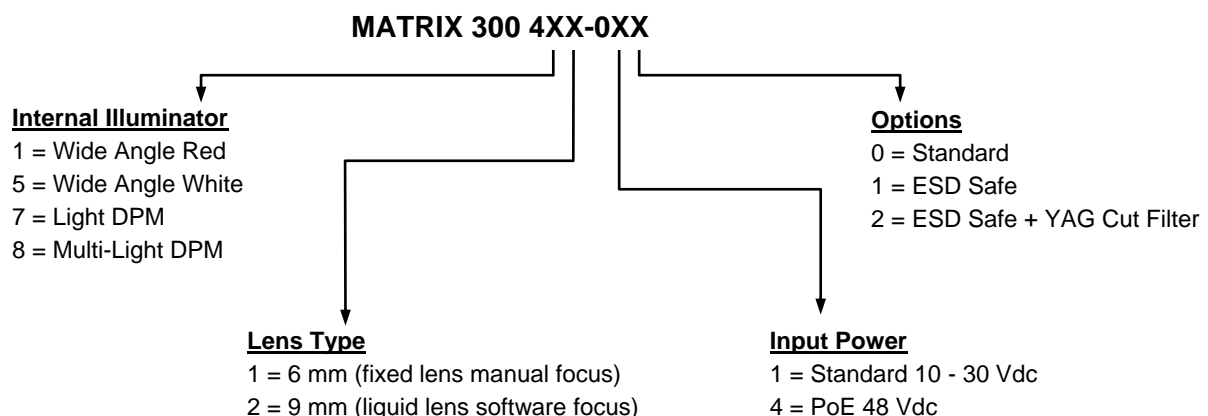 MATRIX 300 4XX-0XX
Internal Illuminator
1 = Wide Angle Red
5 = Wide Angle White
7 = Light DPM
8 = Multi-Light DPM
Options
0 = Standard
1 = ESD Safe
2 = ESD Safe + YAG Cut Filter
Lens Type
1 = 6 mm (fixed lens manual focus)
2 = 9 mm (liquid lens software focus)
Input Power
1 = Standard 10 - 30 Vdc
4 = PoE 48 Vdc